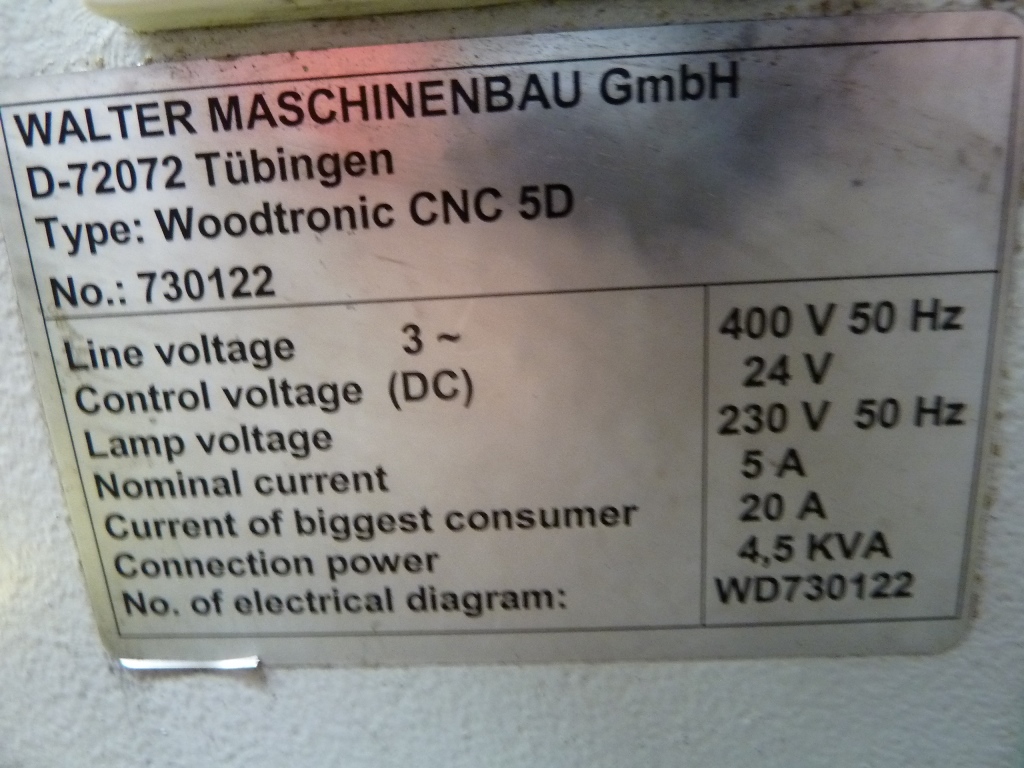 WALTER MASCHINENBAU GmbH
D-72072 Tübingen
Type: Woodtronic CNC 5D
No.: 730122
Line voltage 3 ~ 400 V 50 Hz
Control voltage (DC) 24 V
Lamp voltage 230 V 50 Hz
Nominal current 5 A
Current of biggest consumer 20 A
Connection power 4,5 KVA
No. of electrical diagram: WD730122